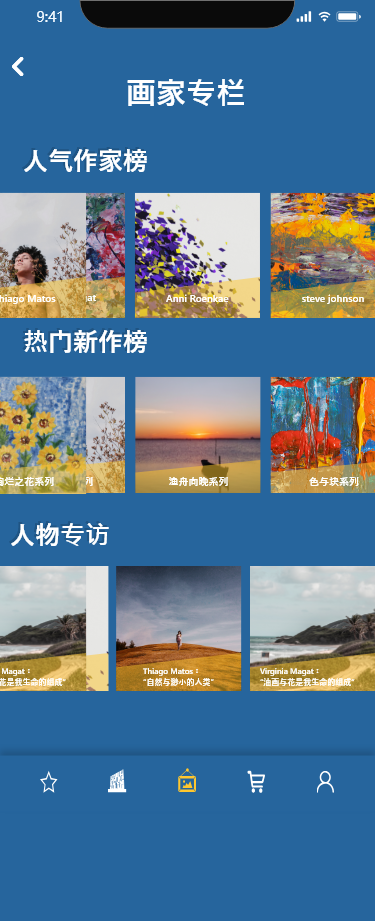 9:41
画家专栏
人气作家榜
hiago Matos
gat
Anni Roenkae
steve johnson
热门新作榜
烂之花系列
列
渔舟向晚系列
色与块系列
人物专访
Magat：
花是我生命的组成”
Thiago Matos：
“自然与渺小的人类”
Virginia Magat：
“油画与花是我生命的组成”